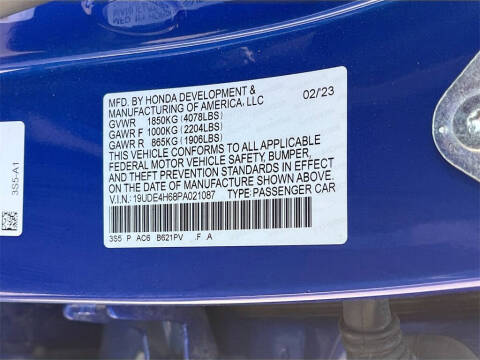 MFD. BY HONDA DEVELOPMENT &
MANUFACTURING OF AMERICA, LLC 02/23
GVWR 1850KG (4078LBS)
GAWR F 1000KG (2204LBS)
GAWR R 865KG (1906LBS)
THIS VEHICLE CONFORMS TO ALL APPLICABLE
FEDERAL MOTOR VEHICLE SAFETY, BUMPER,
AND THEFT PREVENTION STANDARDS IN EFFECT
ON THE DATE OF MANUFACTURE SHOWN ABOVE.
V.I.N.: 19UDE4H68PA021087 TYPE:PASSENGER CAR
3S5 P AC6 B621PV .F A
3S5-A1